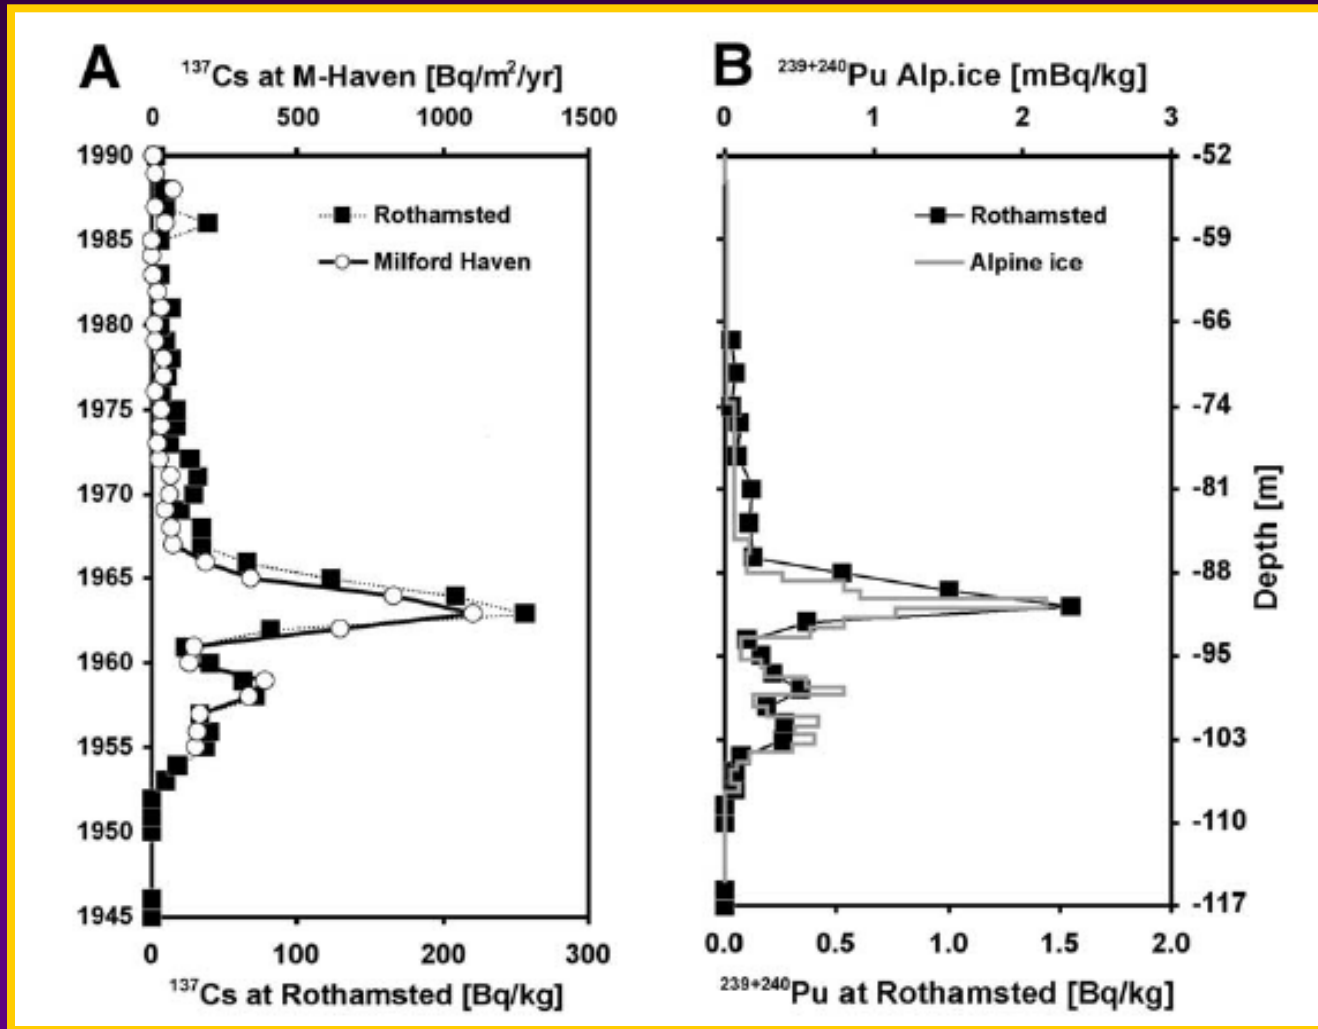 A
¹³⁷Cs at M-Haven [Bq/m²/yr]
0 500 1000 1500
1990
1985
1980
1975
1970
1965
1960
1955
1950
1945
Rothamsted
Milford Haven
0 100 200 300
¹³⁷Cs at Rothamsted [Bq/kg]
B
²³⁹⁺²⁴⁰Pu Alp.ice [mBq/kg]
0 1 2 3
Rothamsted
Alpine ice
-52
-59
-66
-74
-81
-88
-95
-103
-110
-117
Depth [m]
0.0 0.5 1.0 1.5 2.0
²³⁹⁺²⁴⁰Pu at Rothamsted [Bq/kg]